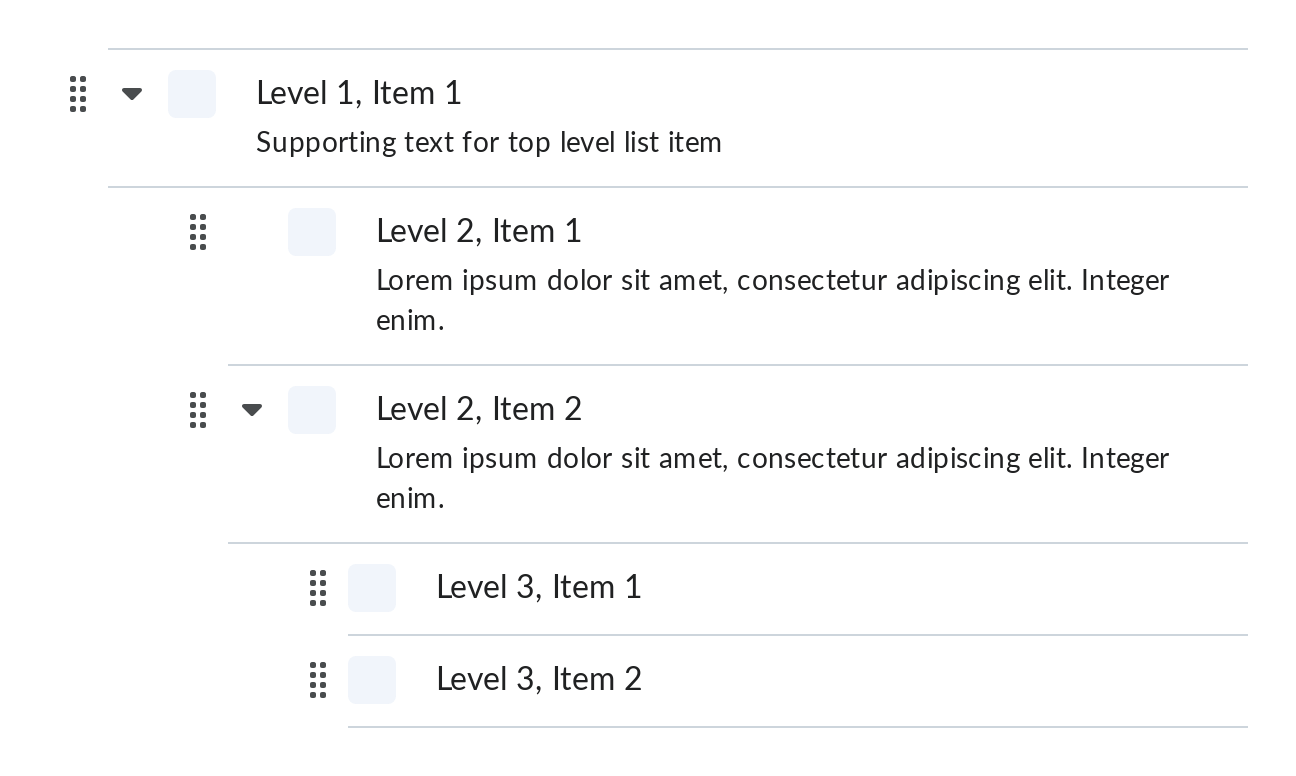 Level 1, Item 1
Supporting text for top level list item
Level 2, Item 1
Lorem ipsum dolor sit amet, consectetur adipiscing elit. Integer
enim.
Level 2, Item 2
Lorem ipsum dolor sit amet, consectetur adipiscing elit. Integer
enim.
Level 3, Item 1
Level 3, Item 2